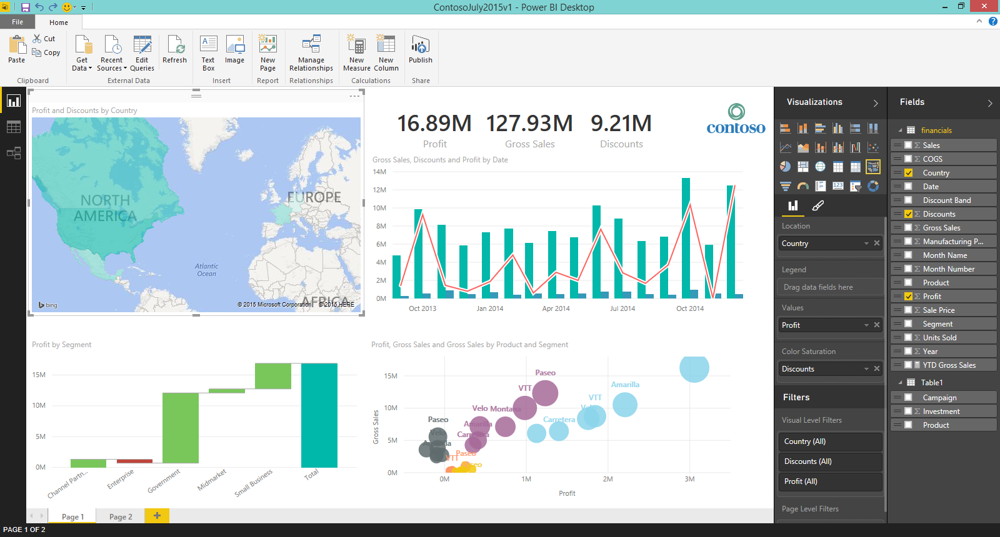 ContosoJuly2015v1 - Power BI Desktop
File
Home
Paste
Cut
Copy
Get Data
Recent Sources
Edit Queries
Refresh
Text Box
Image
New Page
Manage Relationships
New Measure
New Column
Publish
Clipboard
External Data
Insert
Report
Relationships
Calculations
Share
Profit and Discounts by Country
NORTH AMERICA
EUROPE
AFRICA
Atlantic Ocean
bing
© 2015 Microsoft Corporation © 2015 HERE
16.89M
Profit
127.93M
Gross Sales
9.21M
Discounts
contoso
Gross Sales, Discounts and Profit by Date
14M
12M
10M
8M
6M
4M
2M
0M
Oct 2013
Jan 2014
Apr 2014
Jul 2014
Oct 2014
Profit by Segment
15M
10M
5M
0M
Channel Partn...
Enterprise
Government
Midmarket
Small Business
Total
Profit, Gross Sales and Gross Sales by Product and Segment
Gross Sales
15M
10M
5M
0M
Paseo
VTT
Velo
Montana
Amarilla
Carretera
Paseo
Velo
Amarilla
VTT
Paseo
Paseo
Amarilla
VTT
Velo
Carretera
0M
1M
2M
3M
Profit
Visualizations
Location
Country
Legend
Drag data fields here
Values
Profit
Color Saturation
Discounts
Filters
Visual Level Filters
Country (All)
Discounts (All)
Profit (All)
Page Level Filters
Fields
financials
Sales
COGS
Country
Date
Discount Band
Discounts
Gross Sales
Manufacturing P...
Month Name
Month Number
Product
Profit
Sale Price
Segment
Units Sold
Year
YTD Gross Sales
Table1
Campaign
Investment
Product
Page 1
Page 2
PAGE 1 OF 2